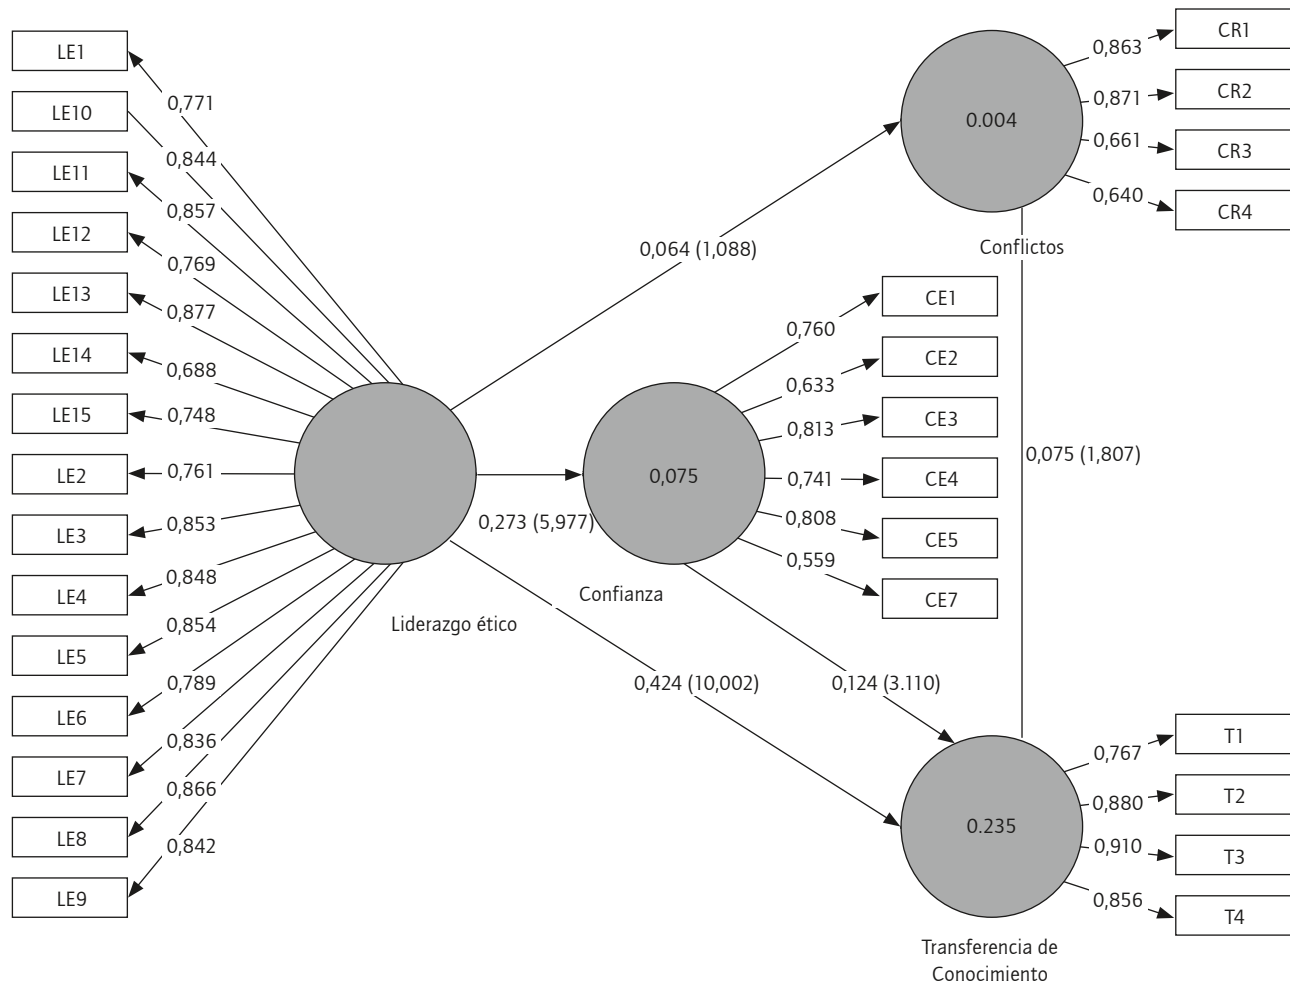 LE1
LE10
LE11
LE12
LE13
LE14
LE15
LE2
LE3
LE4
LE5
LE6
LE7
LE8
LE9
0,771
0,844
0,857
0,769
0,877
0,688
0,748
0,761
0,853
0,848
0,854
0,789
0,836
0,866
0,842
Liderazgo ético
0,064 (1,088)
0,273 (5,977)
0,424 (10,002)
0,075
Confianza
0,760
0,633
0,813
0,741
0,808
0,559
CE1
CE2
CE3
CE4
CE5
CE7
0,124 (3.110)
0.004
Conflictos
0,863
0,871
0,661
0,640
CR1
CR2
CR3
CR4
0,075 (1,807)
0.235
Transferencia de
Conocimiento
0,767
0,880
0,910
0,856
T1
T2
T3
T4